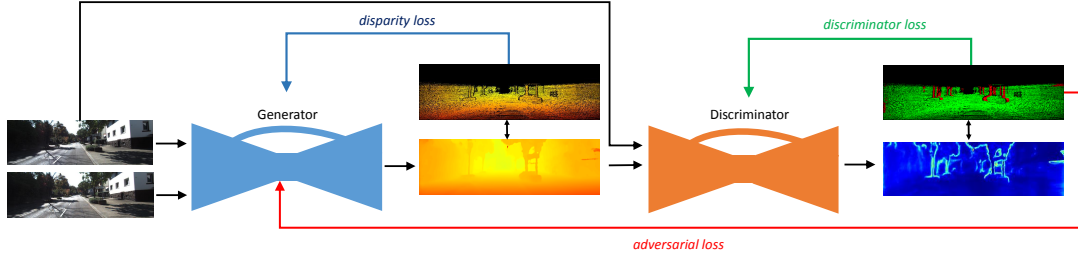 disparity loss
discriminator loss
Generator
Discriminator
adversarial loss